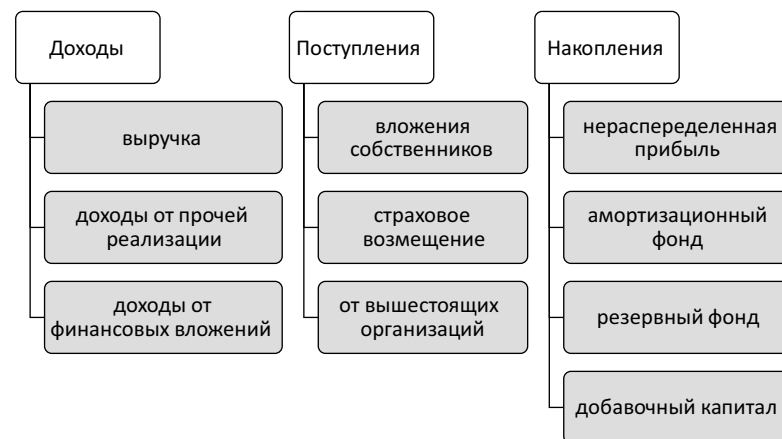 Доходы
выручка
доходы от прочей
реализации
доходы от
финансовых вложений
Поступления
вложения
собственников
страховое
возмещение
от вышестоящих
организаций
Накопления
нераспределенная
прибыль
амортизационный
фонд
резервный фонд
добавочный капитал